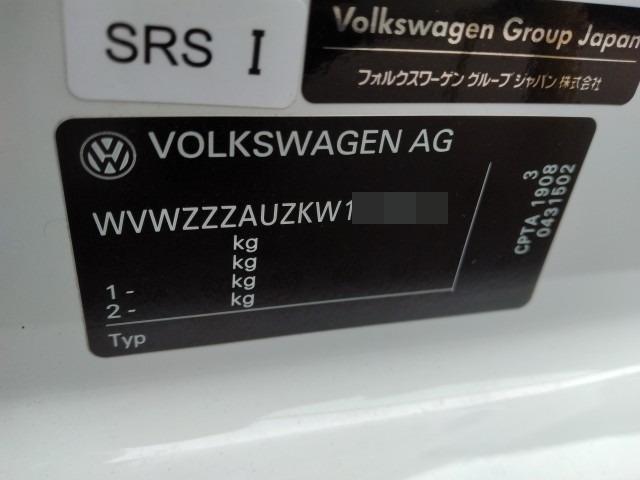 SRS I
Volkswagen Group Japan
フォルクスワーゲン グループ ジャパン 株式会社
VOLKSWAGEN AG
WVWZZZAUZKW1
kg
kg
1 - kg
2 - kg
Typ
3
CPTA 1908
0431502